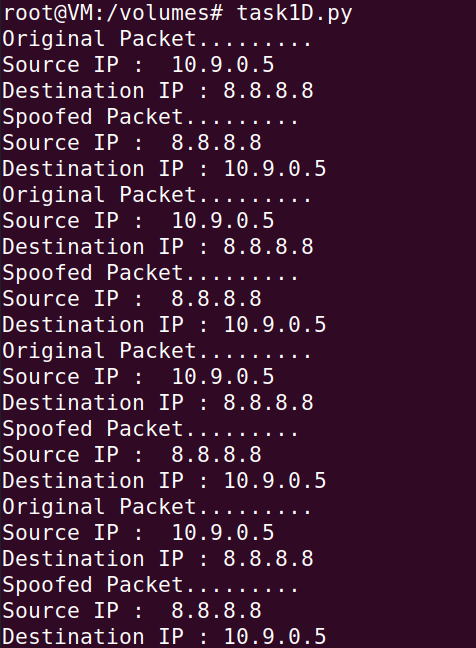 root@VM:/volumes# task1D.py
Original Packet.........
Source IP :  10.9.0.5
Destination IP : 8.8.8.8
Spoofed Packet.........
Source IP :  8.8.8.8
Destination IP : 10.9.0.5
Original Packet.........
Source IP :  10.9.0.5
Destination IP : 8.8.8.8
Spoofed Packet.........
Source IP :  8.8.8.8
Destination IP : 10.9.0.5
Original Packet.........
Source IP :  10.9.0.5
Destination IP : 8.8.8.8
Spoofed Packet.........
Source IP :  8.8.8.8
Destination IP : 10.9.0.5
Original Packet.........
Source IP :  10.9.0.5
Destination IP : 8.8.8.8
Spoofed Packet.........
Source IP :  8.8.8.8
Destination IP : 10.9.0.5